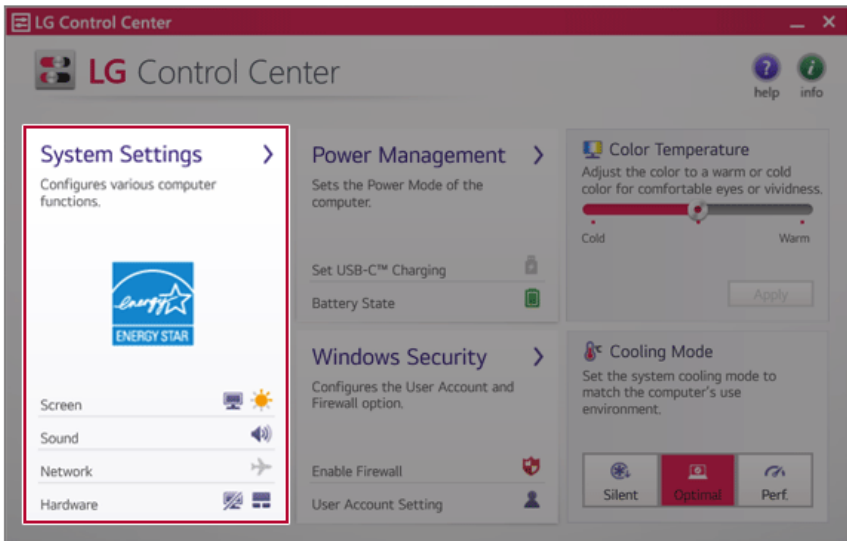 LG Control Center
LG Control Center
help
info
System Settings
Configures various computer
functions.
energy
ENERGY STAR
Screen
Sound
Network
Hardware
Power Management
Sets the Power Mode of the
computer.
Set USB-C™ Charging
Battery State
Windows Security
Configures the User Account and
Firewall option.
Enable Firewall
User Account Setting
Color Temperature
Adjust the color to a warm or cold
color for comfortable eyes or vividness.
Cold
Warm
Apply
Cooling Mode
Set the system cooling mode to
match the computer's use
environment.
Silent
Optimal
Perf.